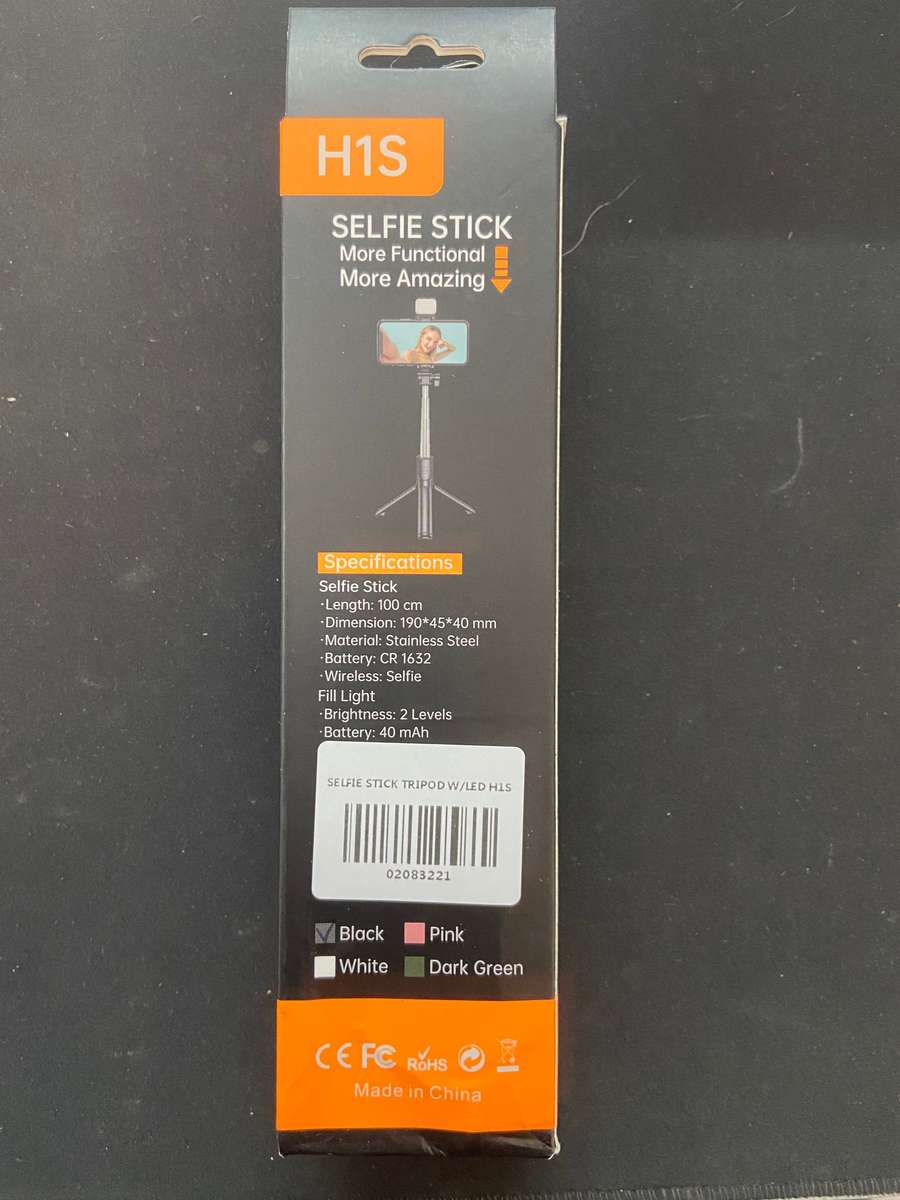 H1S
SELFIE STICK
More Functional
More Amazing
Specifications
Selfie Stick
·Length: 100 cm
·Dimension: 190*45*40 mm
·Material: Stainless Steel
·Battery: CR 1632
·Wireless: Selfie
Fill Light
·Brightness: 2 Levels
·Battery: 40 mAh
SELFIE STICK TRIPOD W/LED H1S
02083221
Black Pink
White Dark Green
CE FC RoHS
Made in China